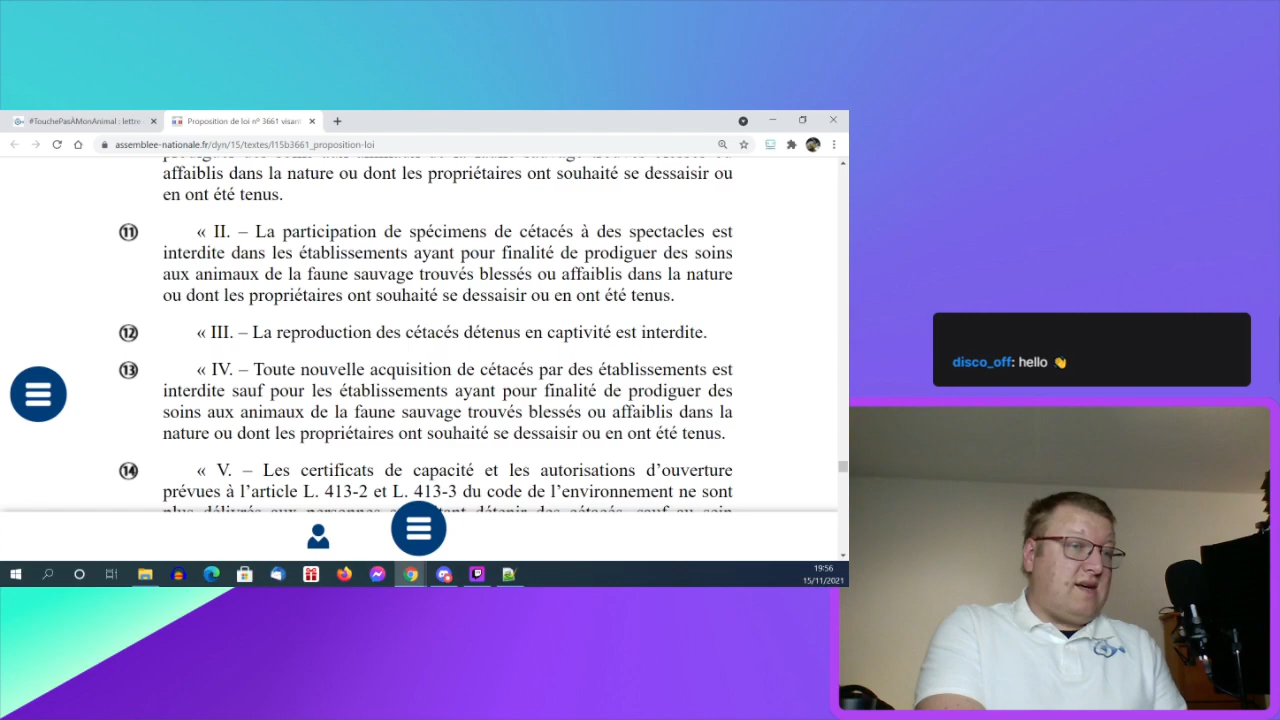 #TouchePasÀMonAnimal : lettre
Proposition de loi nº 3661 visant
assemblee-nationale.fr/dyn/15/textes/l15b3661_proposition-loi
affaiblis dans la nature ou dont les propriétaires ont souhaité se dessaisir ou
en ont été tenus.
⑪ « II. – La participation de spécimens de cétacés à des spectacles est
interdite dans les établissements ayant pour finalité de prodiguer des soins
aux animaux de la faune sauvage trouvés blessés ou affaiblis dans la nature
ou dont les propriétaires ont souhaité se dessaisir ou en ont été tenus.
⑫ « III. – La reproduction des cétacés détenus en captivité est interdite.
⑬ « IV. – Toute nouvelle acquisition de cétacés par des établissements est
interdite sauf pour les établissements ayant pour finalité de prodiguer des
soins aux animaux de la faune sauvage trouvés blessés ou affaiblis dans la
nature ou dont les propriétaires ont souhaité se dessaisir ou en ont été tenus.
⑭ « V. – Les certificats de capacité et les autorisations d’ouverture
prévues à l’article L. 413-2 et L. 413-3 du code de l’environnement ne sont
disco_off: hello 👋
19:56
15/11/2021